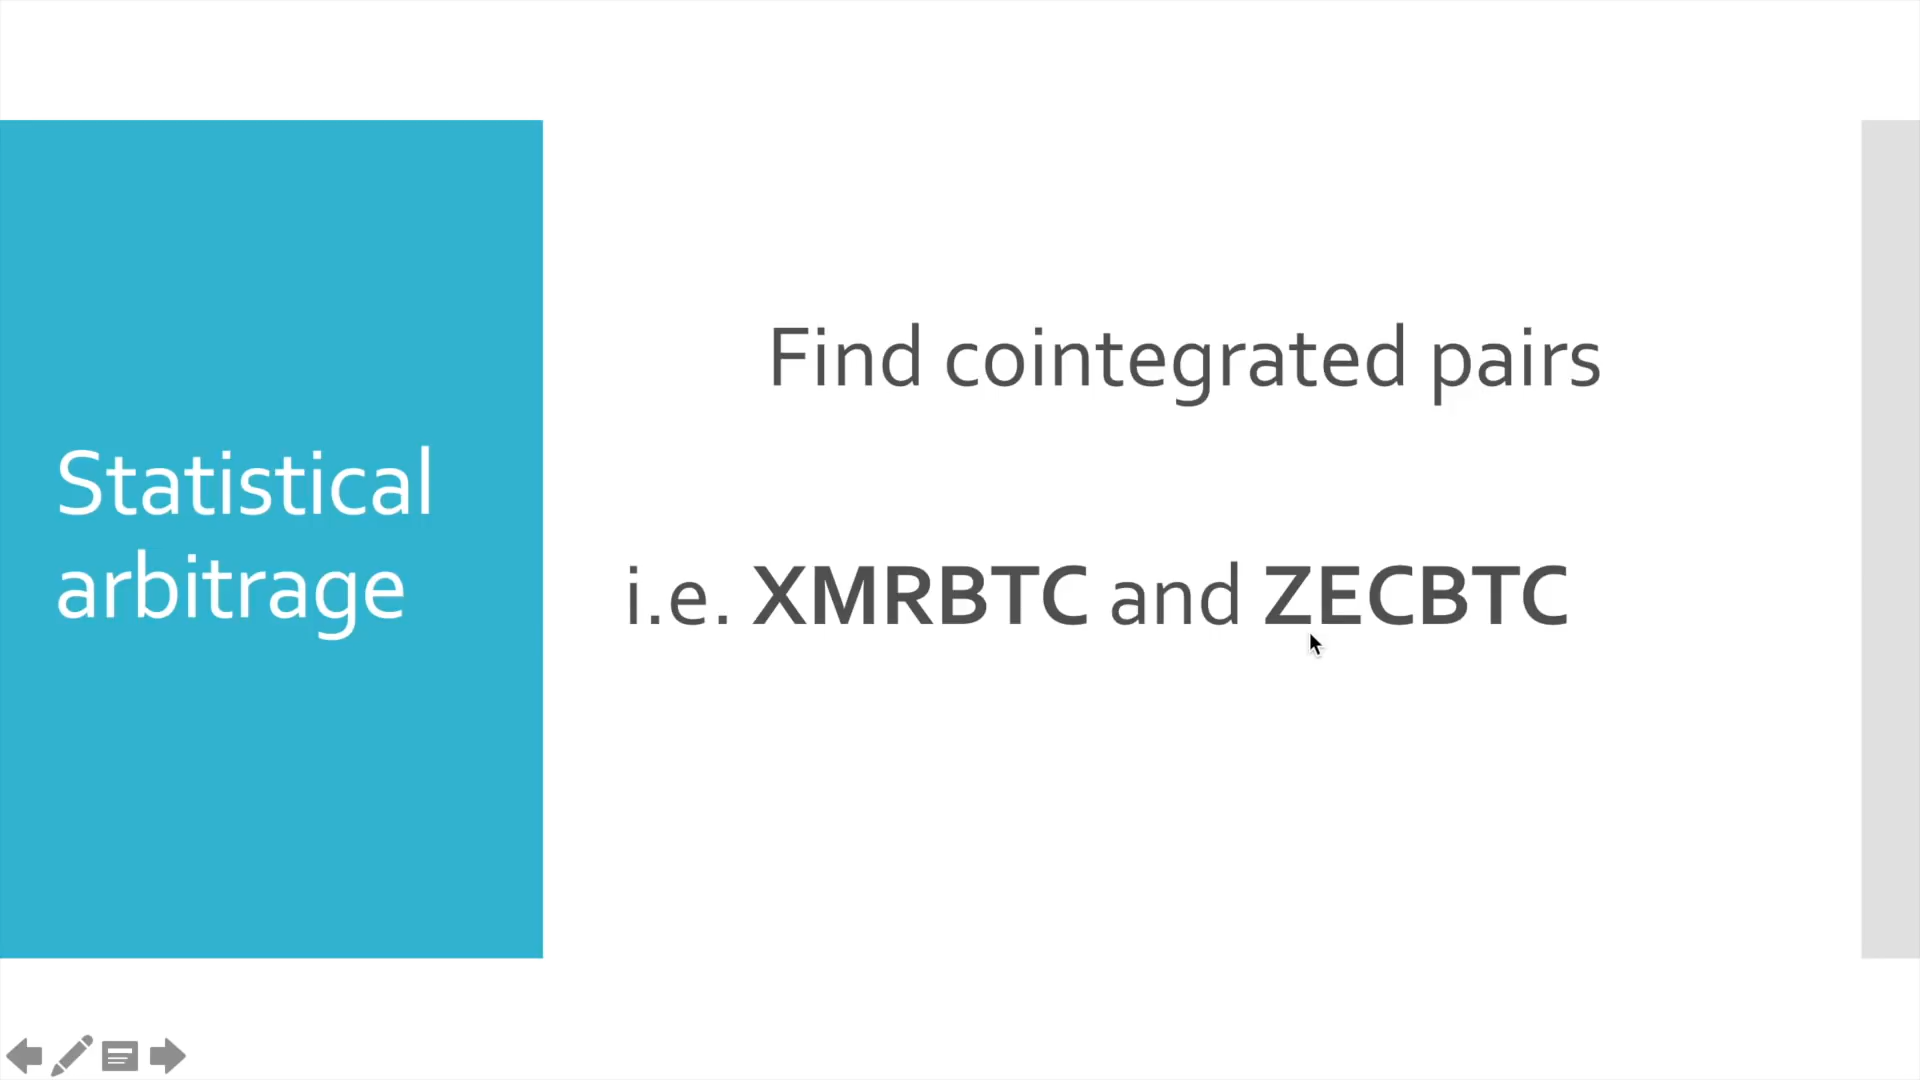 Statistical
arbitrage
Find cointegrated pairs
i.e. XMRBTC and ZECBTC